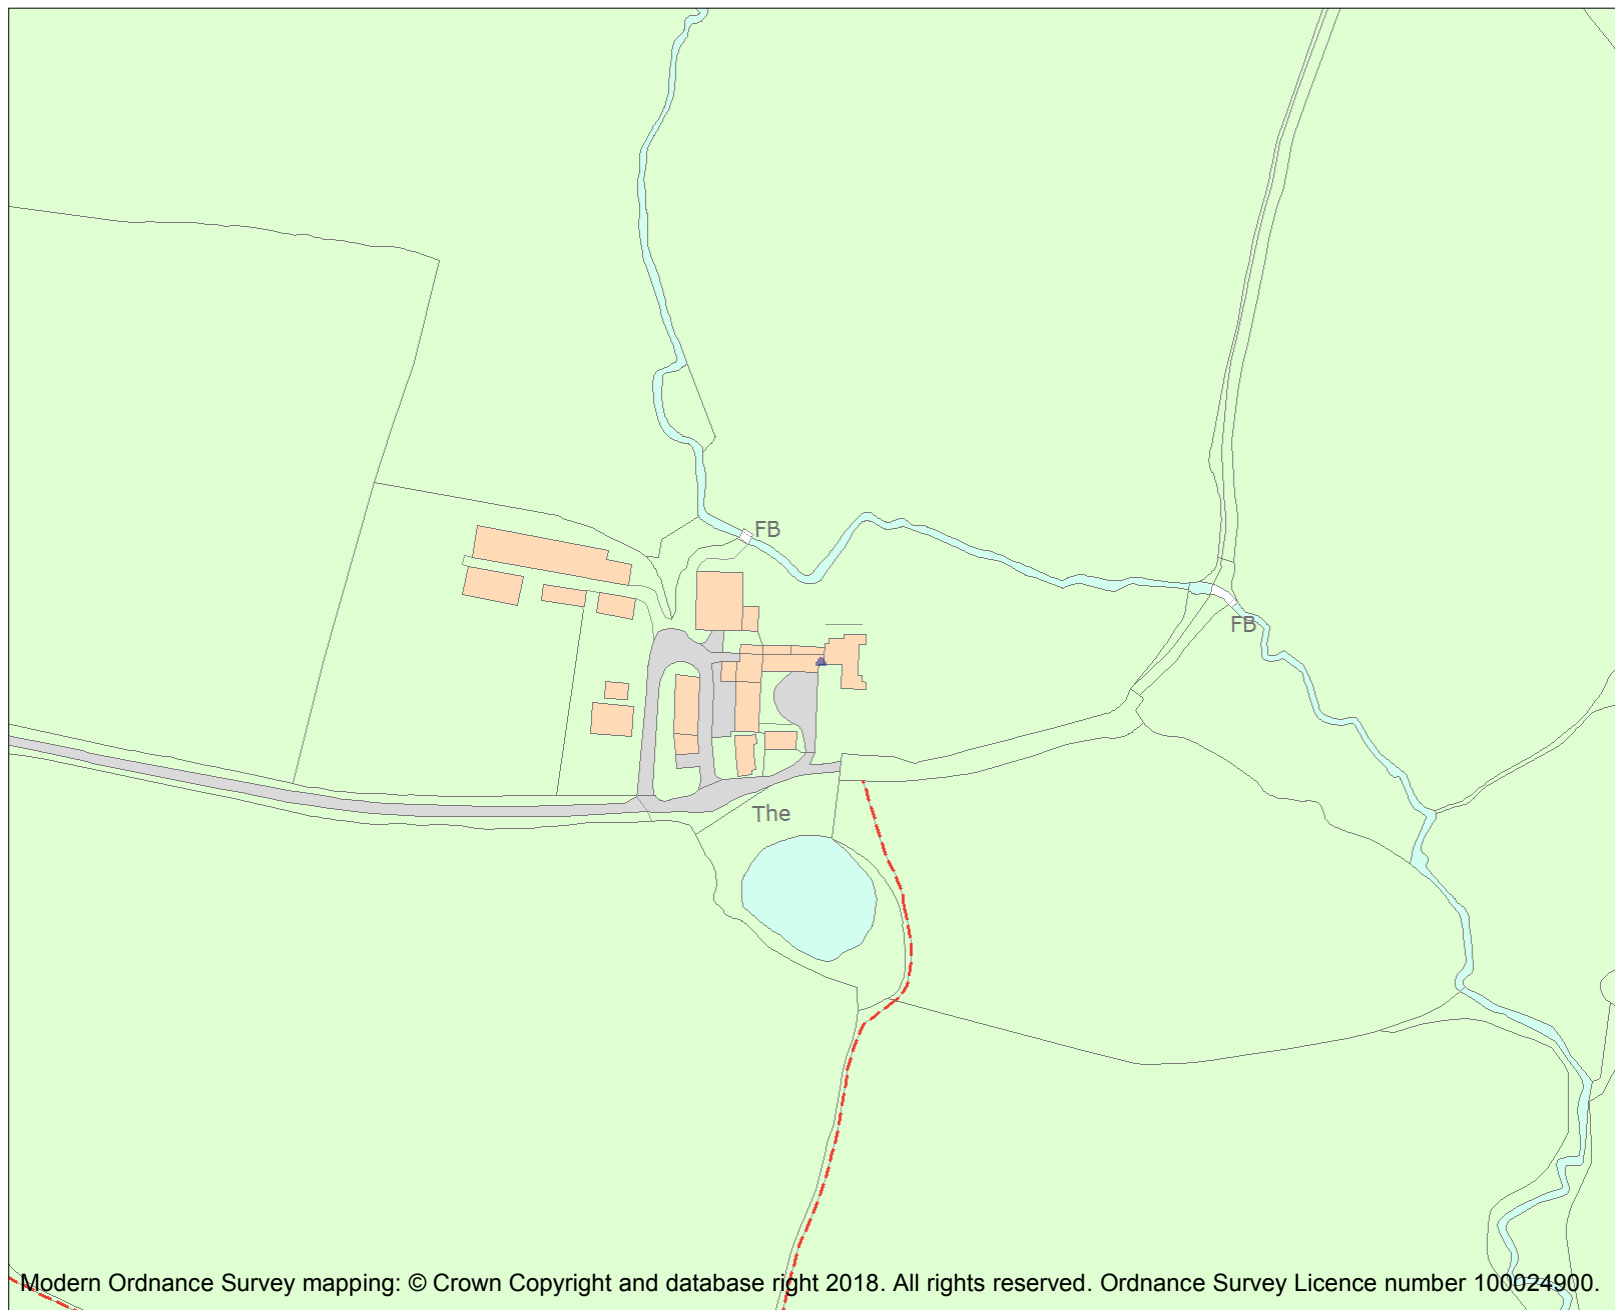 FB
FB
The
Modern Ordnance Survey mapping: © Crown Copyright and database right 2018. All rights reserved. Ordnance Survey Licence number 100024900.